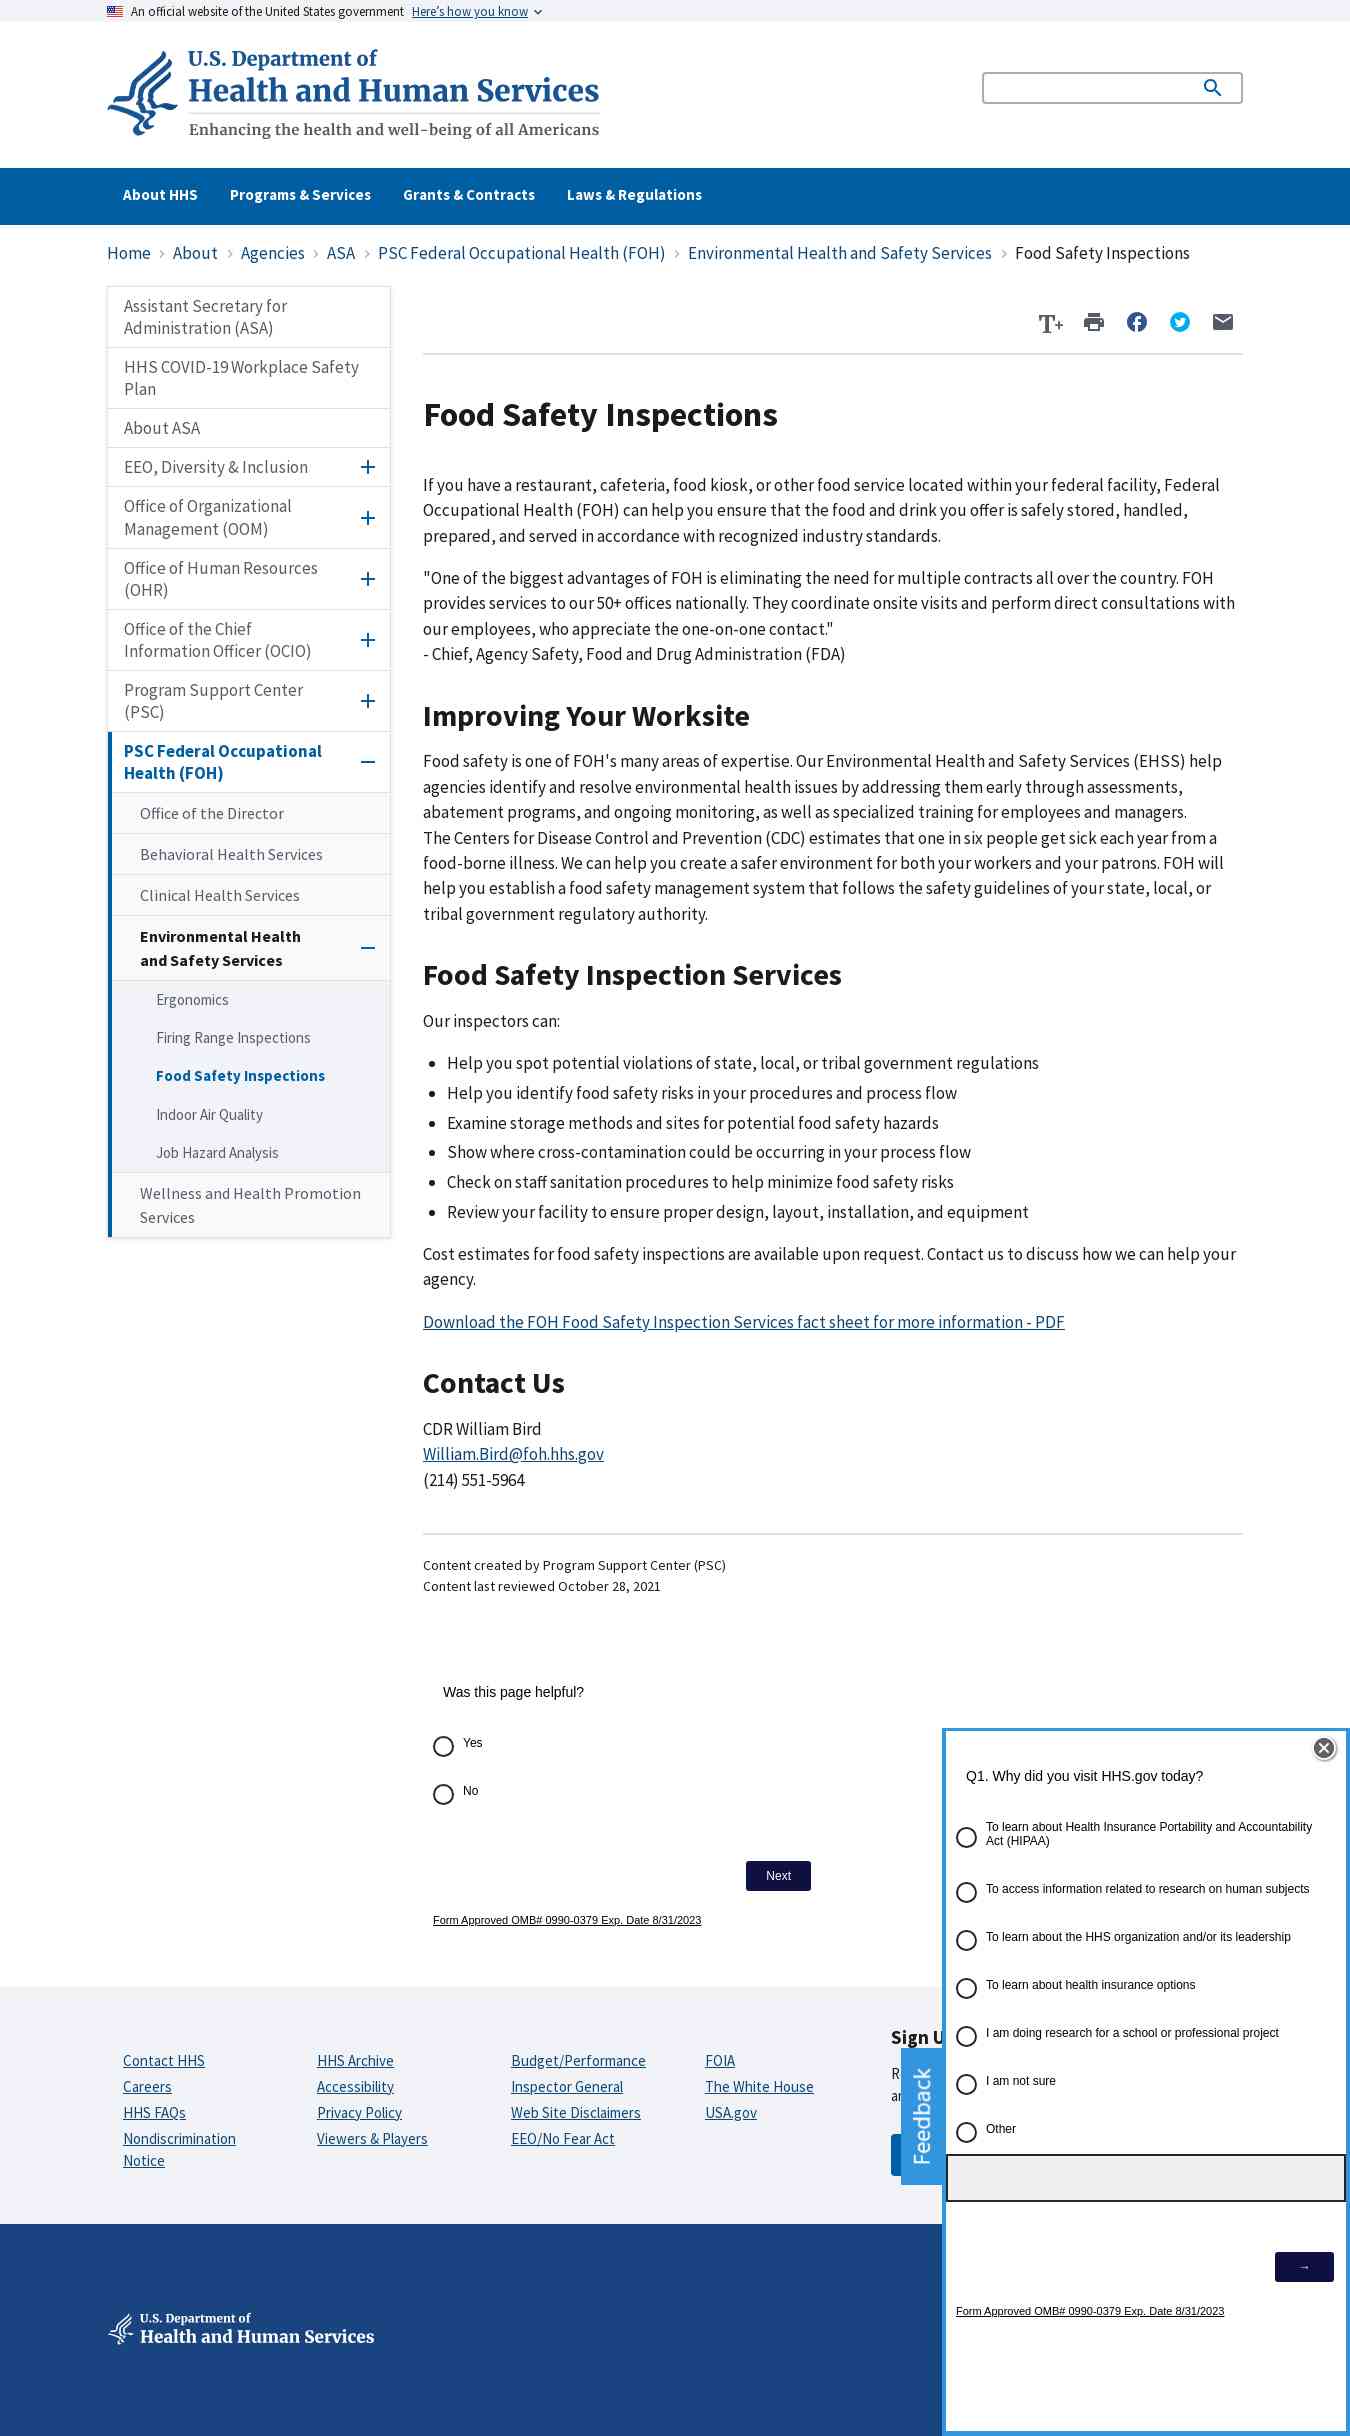 An official website of the United States government Here's how you know
U.S. Department of
Health and Human Services
Enhancing the health and well-being of all Americans
About HHS Programs & Services Grants & Contracts Laws & Regulations
Home About Agencies ASA PSC Federal Occupational Health (FOH) Environmental Health and Safety Services Food Safety Inspections
Assistant Secretary for
Administration (ASA)
HHS COVID-19 Workplace Safety
Plan
About ASA
EEO, Diversity & Inclusion
Office of Organizational
Management (OOM)
Office of Human Resources
(OHR)
Office of the Chief
Information Officer (OCIO)
Program Support Center
(PSC)
PSC Federal Occupational
Health (FOH)
Office of the Director
Behavioral Health Services
Clinical Health Services
Environmental Health
and Safety Services
Ergonomics
Firing Range Inspections
Food Safety Inspections
Indoor Air Quality
Job Hazard Analysis
Wellness and Health Promotion
Services
T+
Food Safety Inspections
If you have a restaurant, cafeteria, food kiosk, or other food service located within your federal facility, Federal
Occupational Health (FOH) can help you ensure that the food and drink you offer is safely stored, handled,
prepared, and served in accordance with recognized industry standards.
"One of the biggest advantages of FOH is eliminating the need for multiple contracts all over the country. FOH
provides services to our 50+ offices nationally. They coordinate onsite visits and perform direct consultations with
our employees, who appreciate the one-on-one contact."
- Chief, Agency Safety, Food and Drug Administration (FDA)
Improving Your Worksite
Food safety is one of FOH's many areas of expertise. Our Environmental Health and Safety Services (EHSS) help
agencies identify and resolve environmental health issues by addressing them early through assessments,
abatement programs, and ongoing monitoring, as well as specialized training for employees and managers.
The Centers for Disease Control and Prevention (CDC) estimates that one in six people get sick each year from a
food-borne illness. We can help you create a safer environment for both your workers and your patrons. FOH will
help you establish a food safety management system that follows the safety guidelines of your state, local, or
tribal government regulatory authority.
Food Safety Inspection Services
Our inspectors can:
• Help you spot potential violations of state, local, or tribal government regulations
• Help you identify food safety risks in your procedures and process flow
• Examine storage methods and sites for potential food safety hazards
• Show where cross-contamination could be occurring in your process flow
• Check on staff sanitation procedures to help minimize food safety risks
• Review your facility to ensure proper design, layout, installation, and equipment
Cost estimates for food safety inspections are available upon request. Contact us to discuss how we can help your
agency.
Download the FOH Food Safety Inspection Services fact sheet for more information - PDF
Contact Us
CDR William Bird
William.Bird@foh.hhs.gov
(214) 551-5964
Content created by Program Support Center (PSC)
Content last reviewed October 28, 2021
Was this page helpful?
Yes
No
Next
Form Approved OMB# 0990-0379 Exp. Date 8/31/2023
Q1. Why did you visit HHS.gov today?
To learn about Health Insurance Portability and Accountability
Act (HIPAA)
To access information related to research on human subjects
To learn about the HHS organization and/or its leadership
To learn about health insurance options
I am doing research for a school or professional project
I am not sure
Other
→
Form Approved OMB# 0990-0379 Exp. Date 8/31/2023
Feedback
Contact HHS
Careers
HHS FAQs
Nondiscrimination
Notice
HHS Archive
Accessibility
Privacy Policy
Viewers & Players
Budget/Performance
Inspector General
Web Site Disclaimers
EEO/No Fear Act
FOIA
The White House
USA.gov
Sign
U.S. Department of
Health and Human Services